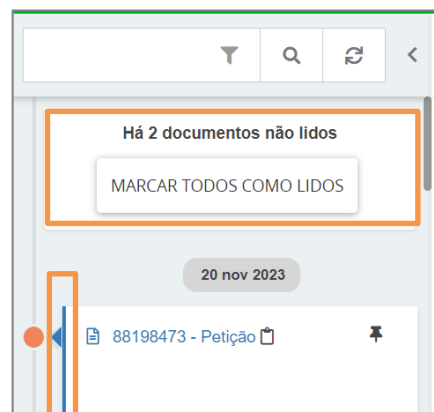 Há 2 documentos não lidos
MARCAR TODOS COMO LIDOS
20 nov 2023
88198473 - Petição